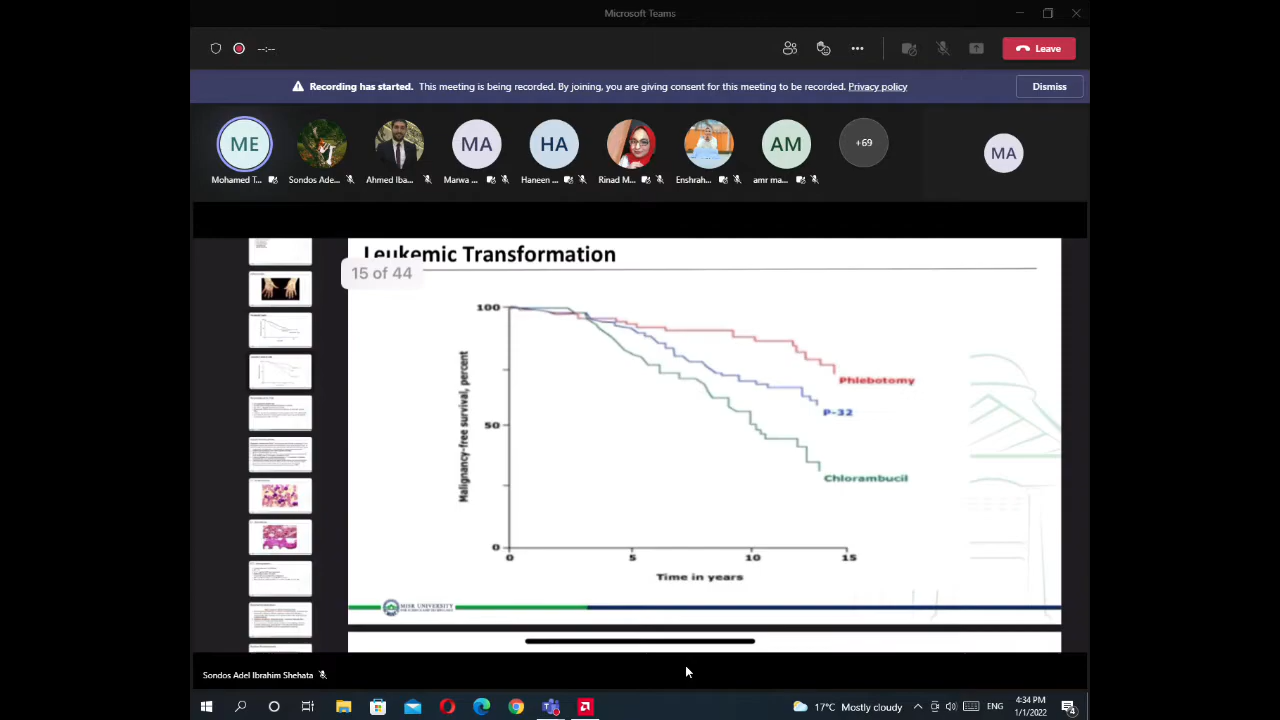 Microsoft Teams
--:--
Leave
Recording has started. This meeting is being recorded. By joining, you are giving consent for this meeting to be recorded. Privacy policy
Dismiss
ME
MA
HA
AM
+69
MA
Mohamed T...
Sondos Ade...
Ahmed Iba...
Marwa ...
Haneen ...
Rinad M...
Enshrah...
amr ma...
Leukemic Transformation
15 of 44
100
50
0
Malignancy-free survival, percent
Phlebotomy
P-32
Chlorambucil
0
5
10
15
Time in years
MISR UNIVERSITY
Sondos Adel Ibrahim Shehata
17°C Mostly cloudy
ENG
4:34 PM
1/1/2022
4